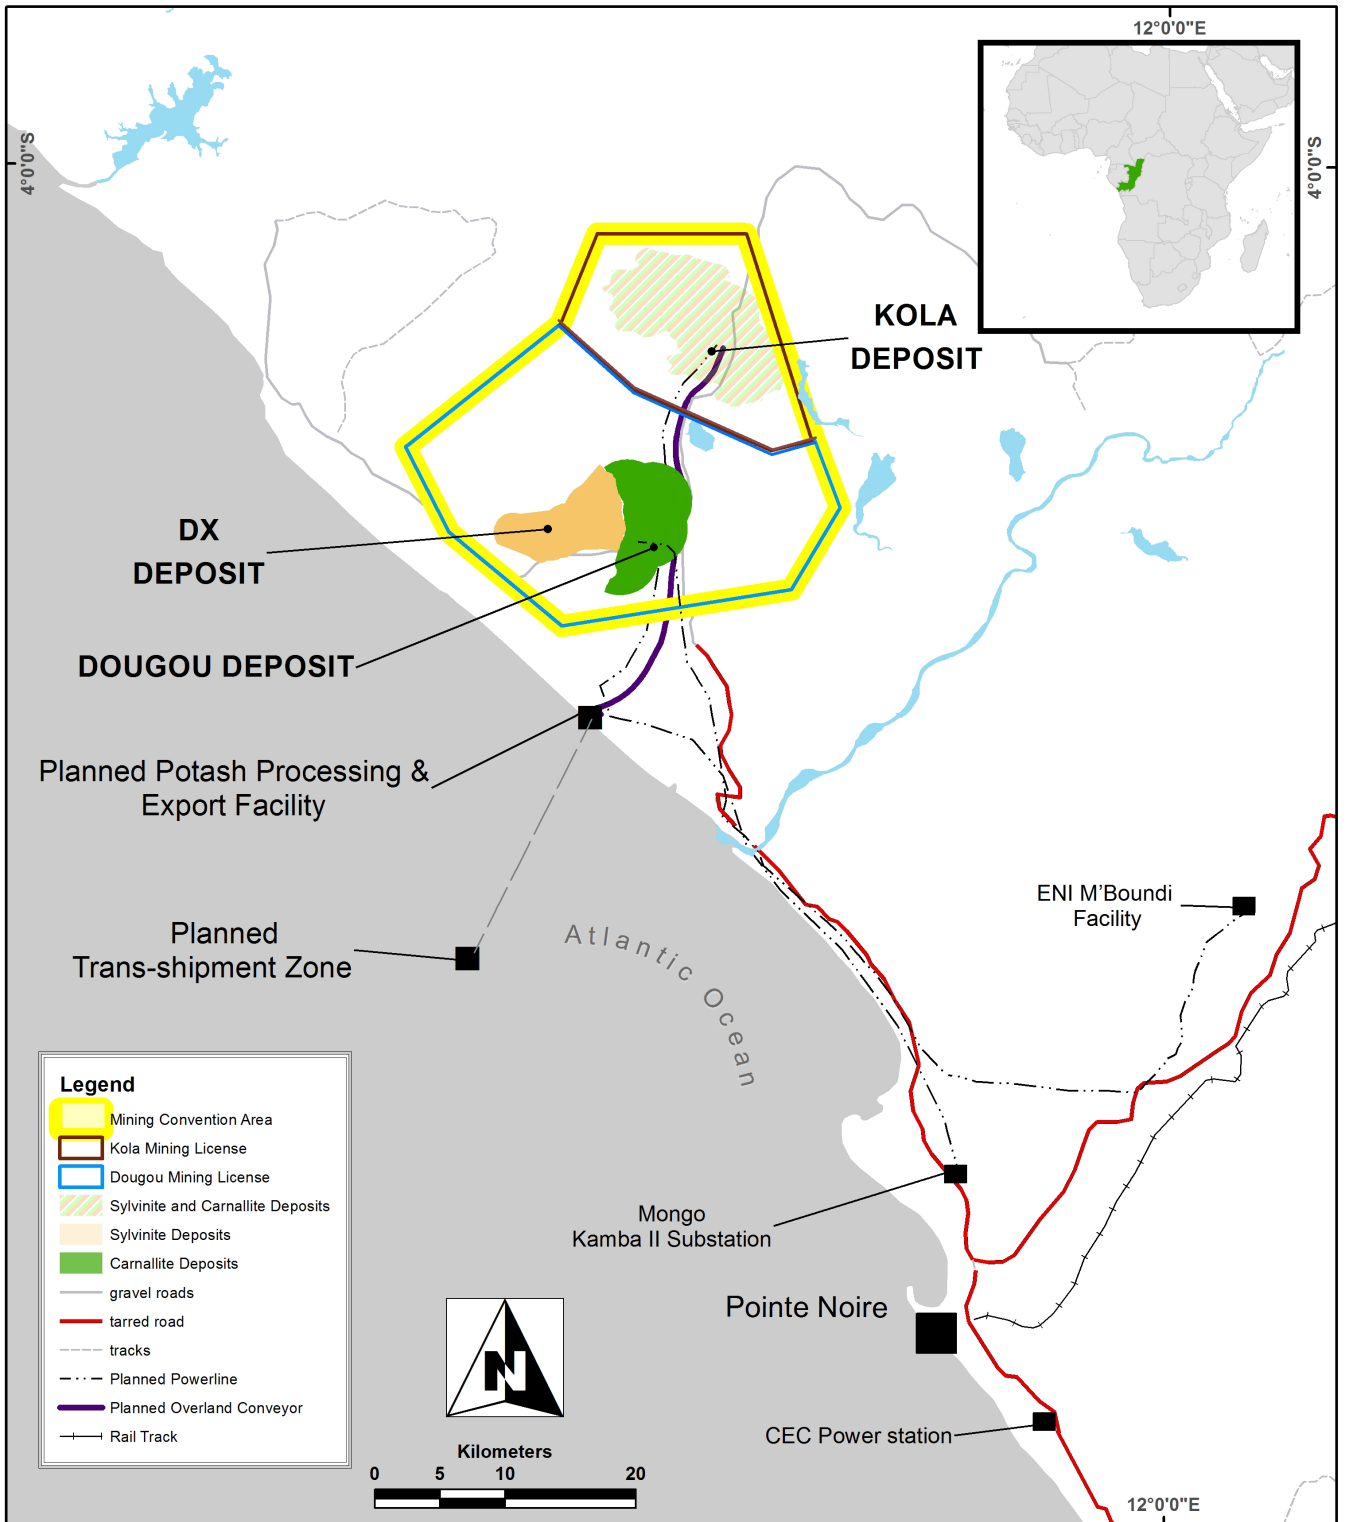 12°0'0"E
4°0'0"S
4°0'0"S
KOLA
DEPOSIT
DX
DEPOSIT
DOUGOU DEPOSIT
Planned Potash Processing &
Export Facility
ENI M'Boundi
Facility
Planned
Trans-shipment Zone
Atlantic Ocean
Legend
Mining Convention Area
Kola Mining License
Dougou Mining License
Sylvinite and Carnallite Deposits
Sylvinite Deposits
Carnallite Deposits
gravel roads
tarred road
tracks
Planned Powerline
Planned Overland Conveyor
Rail Track
Mongo
Kamba II Substation
Pointe Noire
N
CEC Power station
Kilometers
0 5 10 20
12°0'0"E